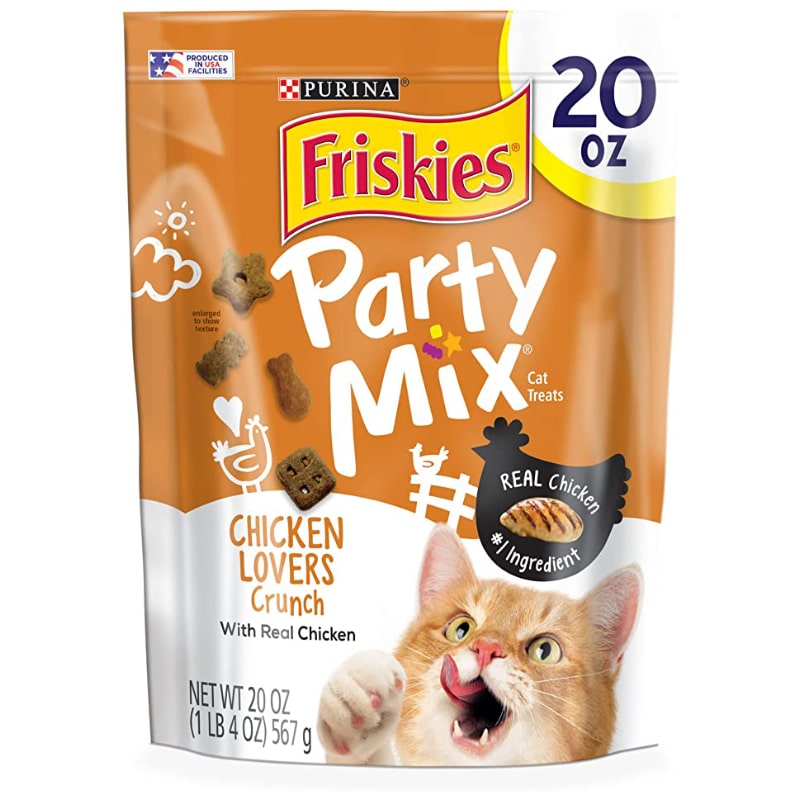 PRODUCED
IN USA
FACILITIES
PURINA®
Friskies®
20
OZ
Party
Mix®
Cat
Treats
enlarged
to show
texture
REAL Chicken
#1 Ingredient
CHICKEN
LOVERS
Crunch
With Real Chicken
NET WT 20 OZ
(1 LB 4 OZ) 567 g